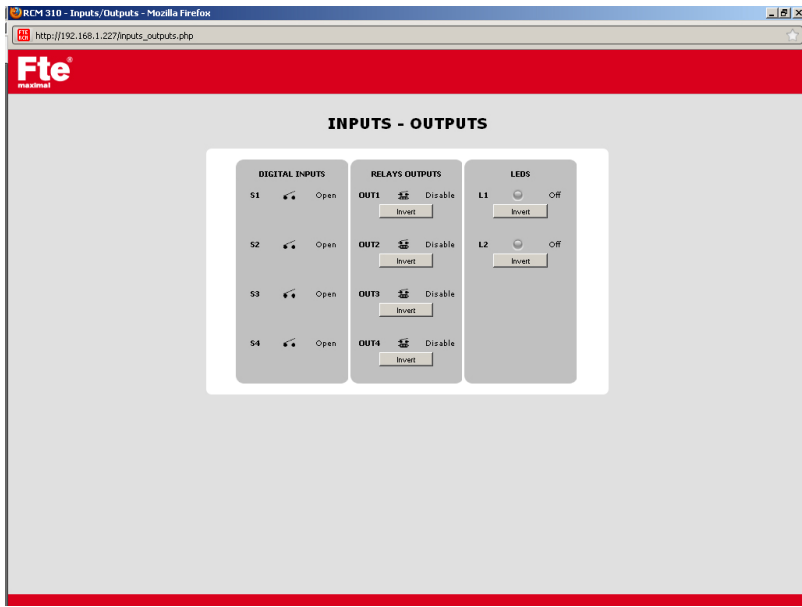 RCM 310 - Inputs/Outputs - Mozilla Firefox
FTE RCM http://192.168.1.227/inputs_outputs.php
Fte®
maximal
INPUTS - OUTPUTS
DIGITAL INPUTS
S1 Open
S2 Open
S3 Open
S4 Open
RELAYS OUTPUTS
OUT1 Disable
Invert
OUT2 Disable
Invert
OUT3 Disable
Invert
OUT4 Disable
Invert
LEDS
L1 Off
Invert
L2 Off
Invert